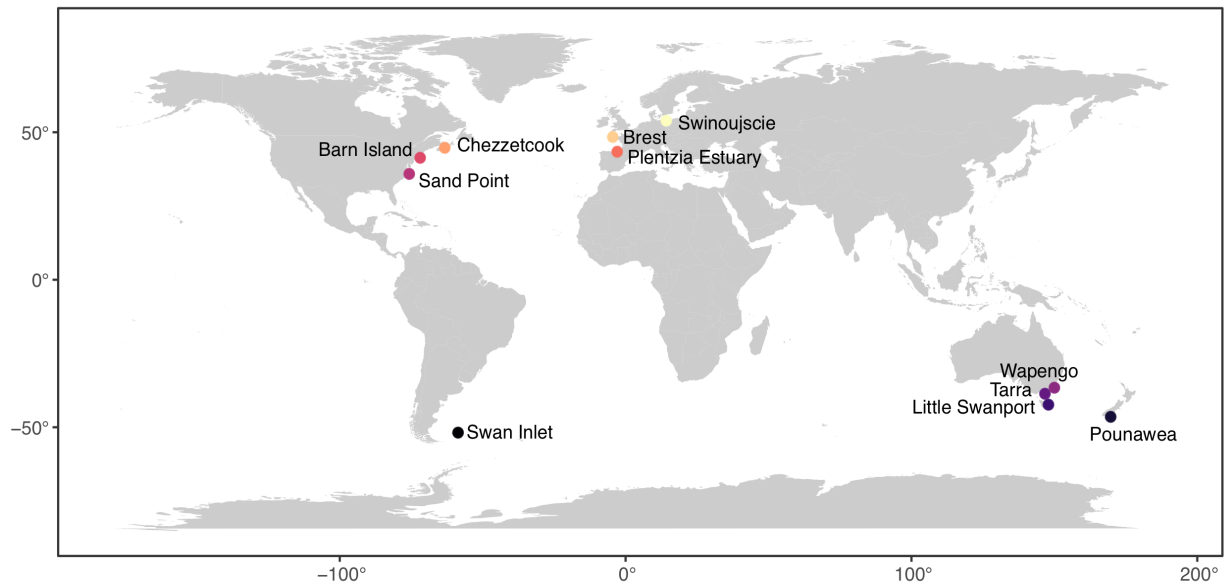 50°
0°
−50°
Swinoujscie
Brest
Chezzetcook
Barn Island
Plentzia Estuary
Sand Point
Wapengo
Tarra
Little Swanport
Swan Inlet
Pounawea
−100°
0°
100°
200°